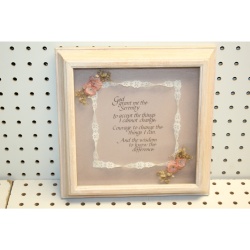 God
grant me the
Serenity
to accept the things
I cannot change,
Courage to change the
things I can,
And the wisdom
to know the
difference